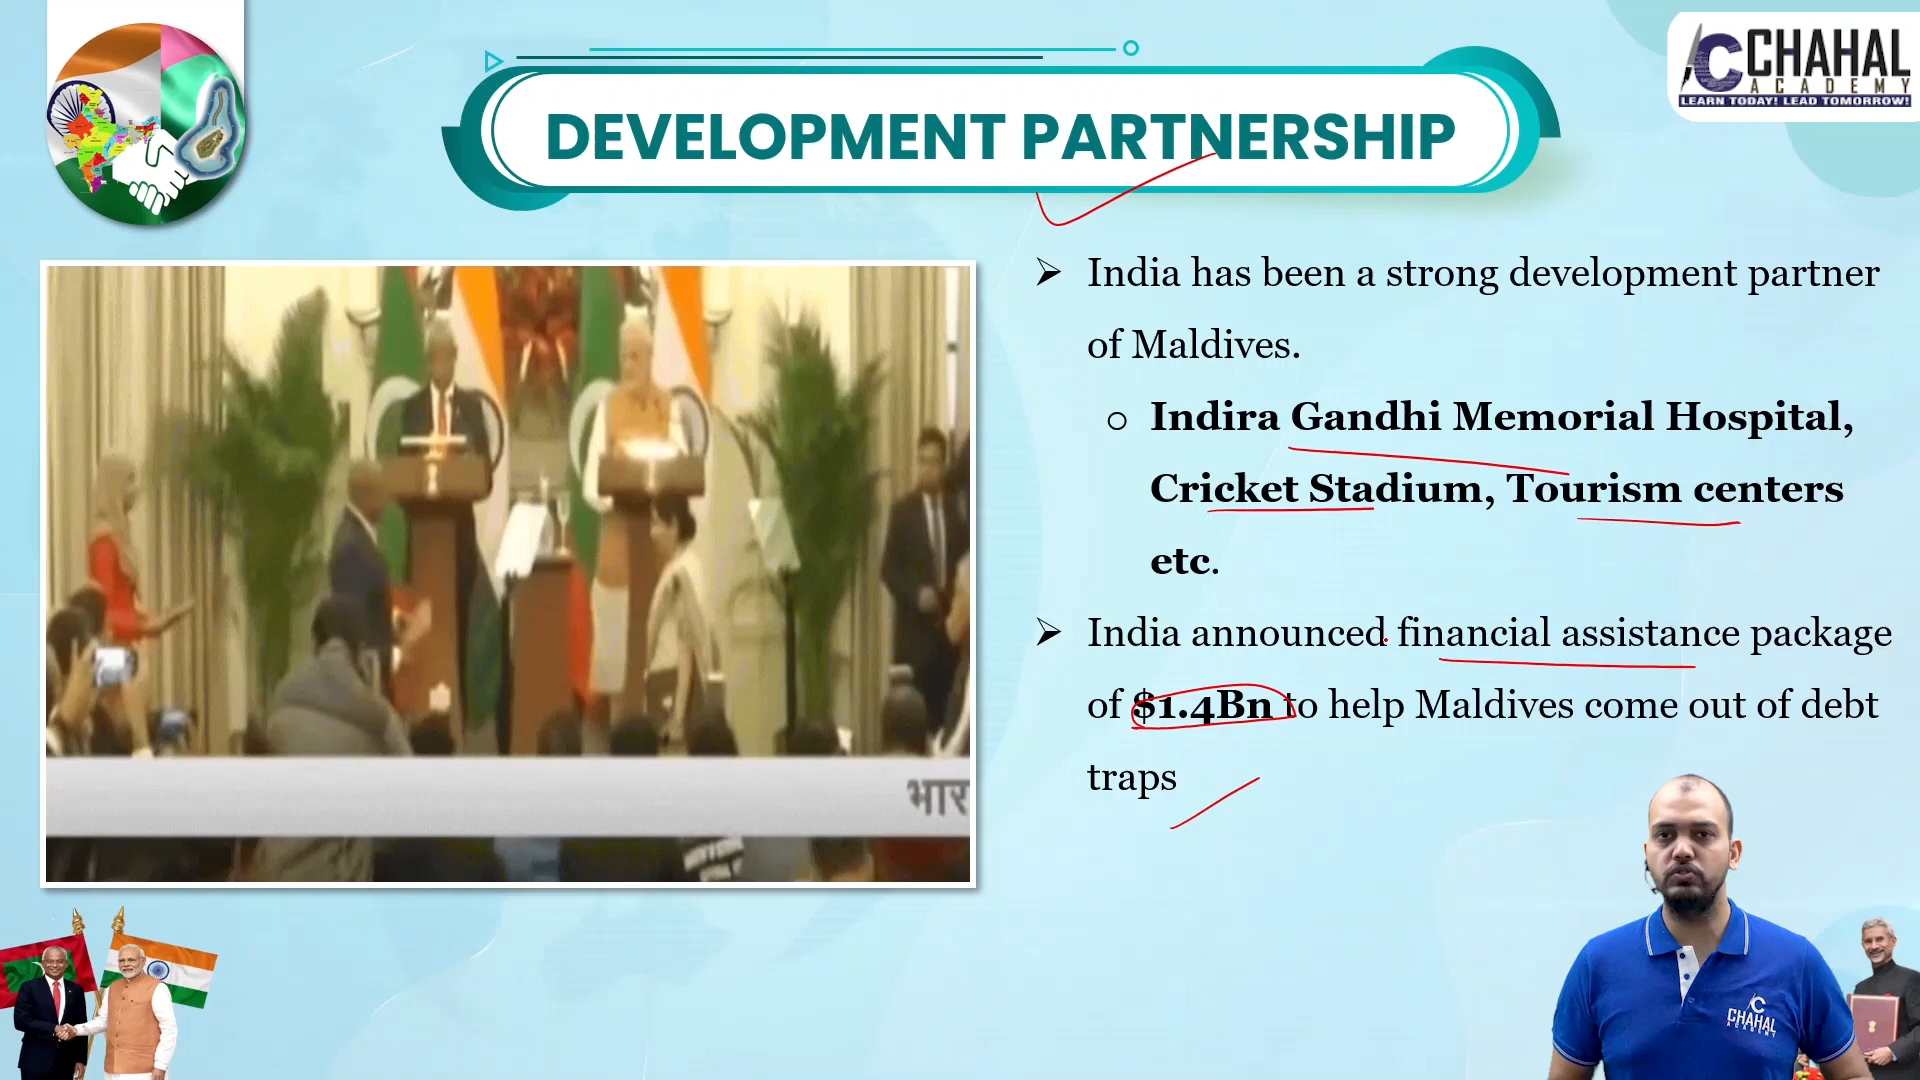 CHAHAL
ACADEMY
LEARN TODAY! LEAD TOMORROW!
DEVELOPMENT PARTNERSHIP
➢ India has been a strong development partner
of Maldives.
o Indira Gandhi Memorial Hospital,
Cricket Stadium, Tourism centers
etc.
➢ India announced financial assistance package
of $1.4Bn to help Maldives come out of debt
traps
भार
CHAHAL
ACADEMY